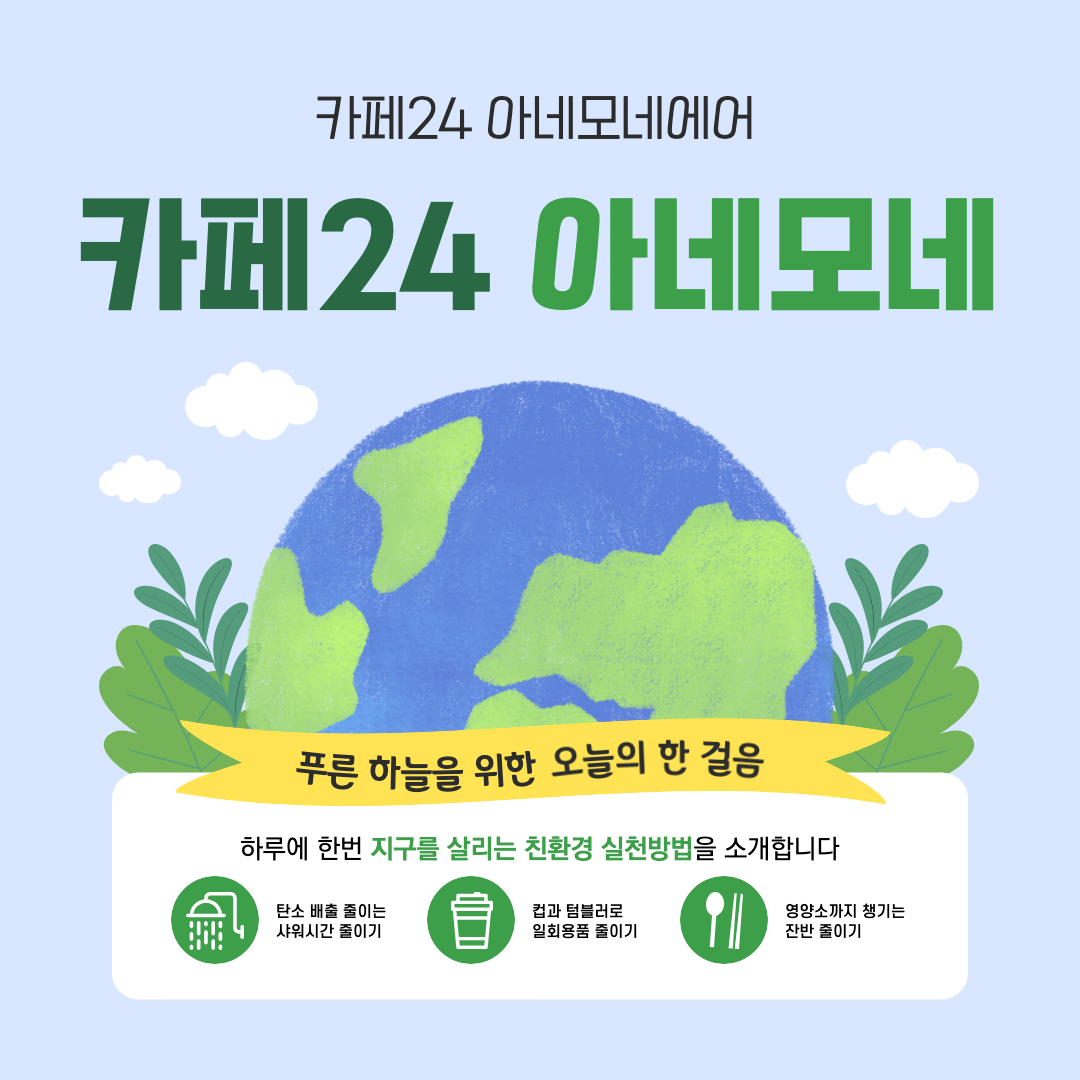 카페24 아네모네에어
카페24 아네모네
푸른 하늘을 위한 오늘의 한 걸음
하루에 한번 지구를 살리는 친환경 실천방법을 소개합니다
탄소 배출 줄이는
샤워시간 줄이기
컵과 텀블러로
일회용품 줄이기
영양소까지 챙기는
잔반 줄이기